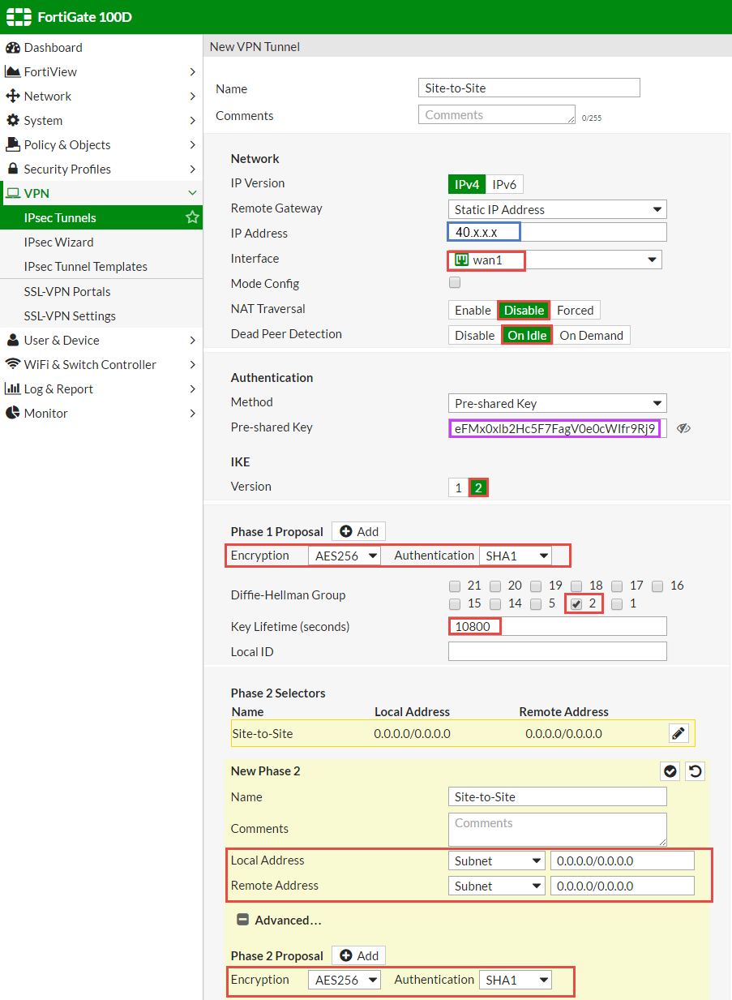 FortiGate 100D
Dashboard
FortiView
Network
System
Policy & Objects
Security Profiles
VPN
IPsec Tunnels
IPsec Wizard
IPsec Tunnel Templates
SSL-VPN Portals
SSL-VPN Settings
User & Device
WiFi & Switch Controller
Log & Report
Monitor
New VPN Tunnel
Name Site-to-Site
Comments Comments 0/255
Network
IP Version IPv4 IPv6
Remote Gateway Static IP Address
IP Address 40.x.x.x
Interface wan1
Mode Config
NAT Traversal Enable Disable Forced
Dead Peer Detection Disable On Idle On Demand
Authentication
Method Pre-shared Key
Pre-shared Key eFMx0xlb2Hc5F7FagV0e0cWIfr9Rj9
IKE
Version 1 2
Phase 1 Proposal Add
Encryption AES256 Authentication SHA1
Diffie-Hellman Group 21 20 19 18 17 16
15 14 5 2 1
Key Lifetime (seconds) 10800
Local ID
Phase 2 Selectors
Name Local Address Remote Address
Site-to-Site 0.0.0.0/0.0.0.0 0.0.0.0/0.0.0.0
New Phase 2
Name Site-to-Site
Comments Comments
Local Address Subnet 0.0.0.0/0.0.0.0
Remote Address Subnet 0.0.0.0/0.0.0.0
Advanced...
Phase 2 Proposal Add
Encryption AES256 Authentication SHA1